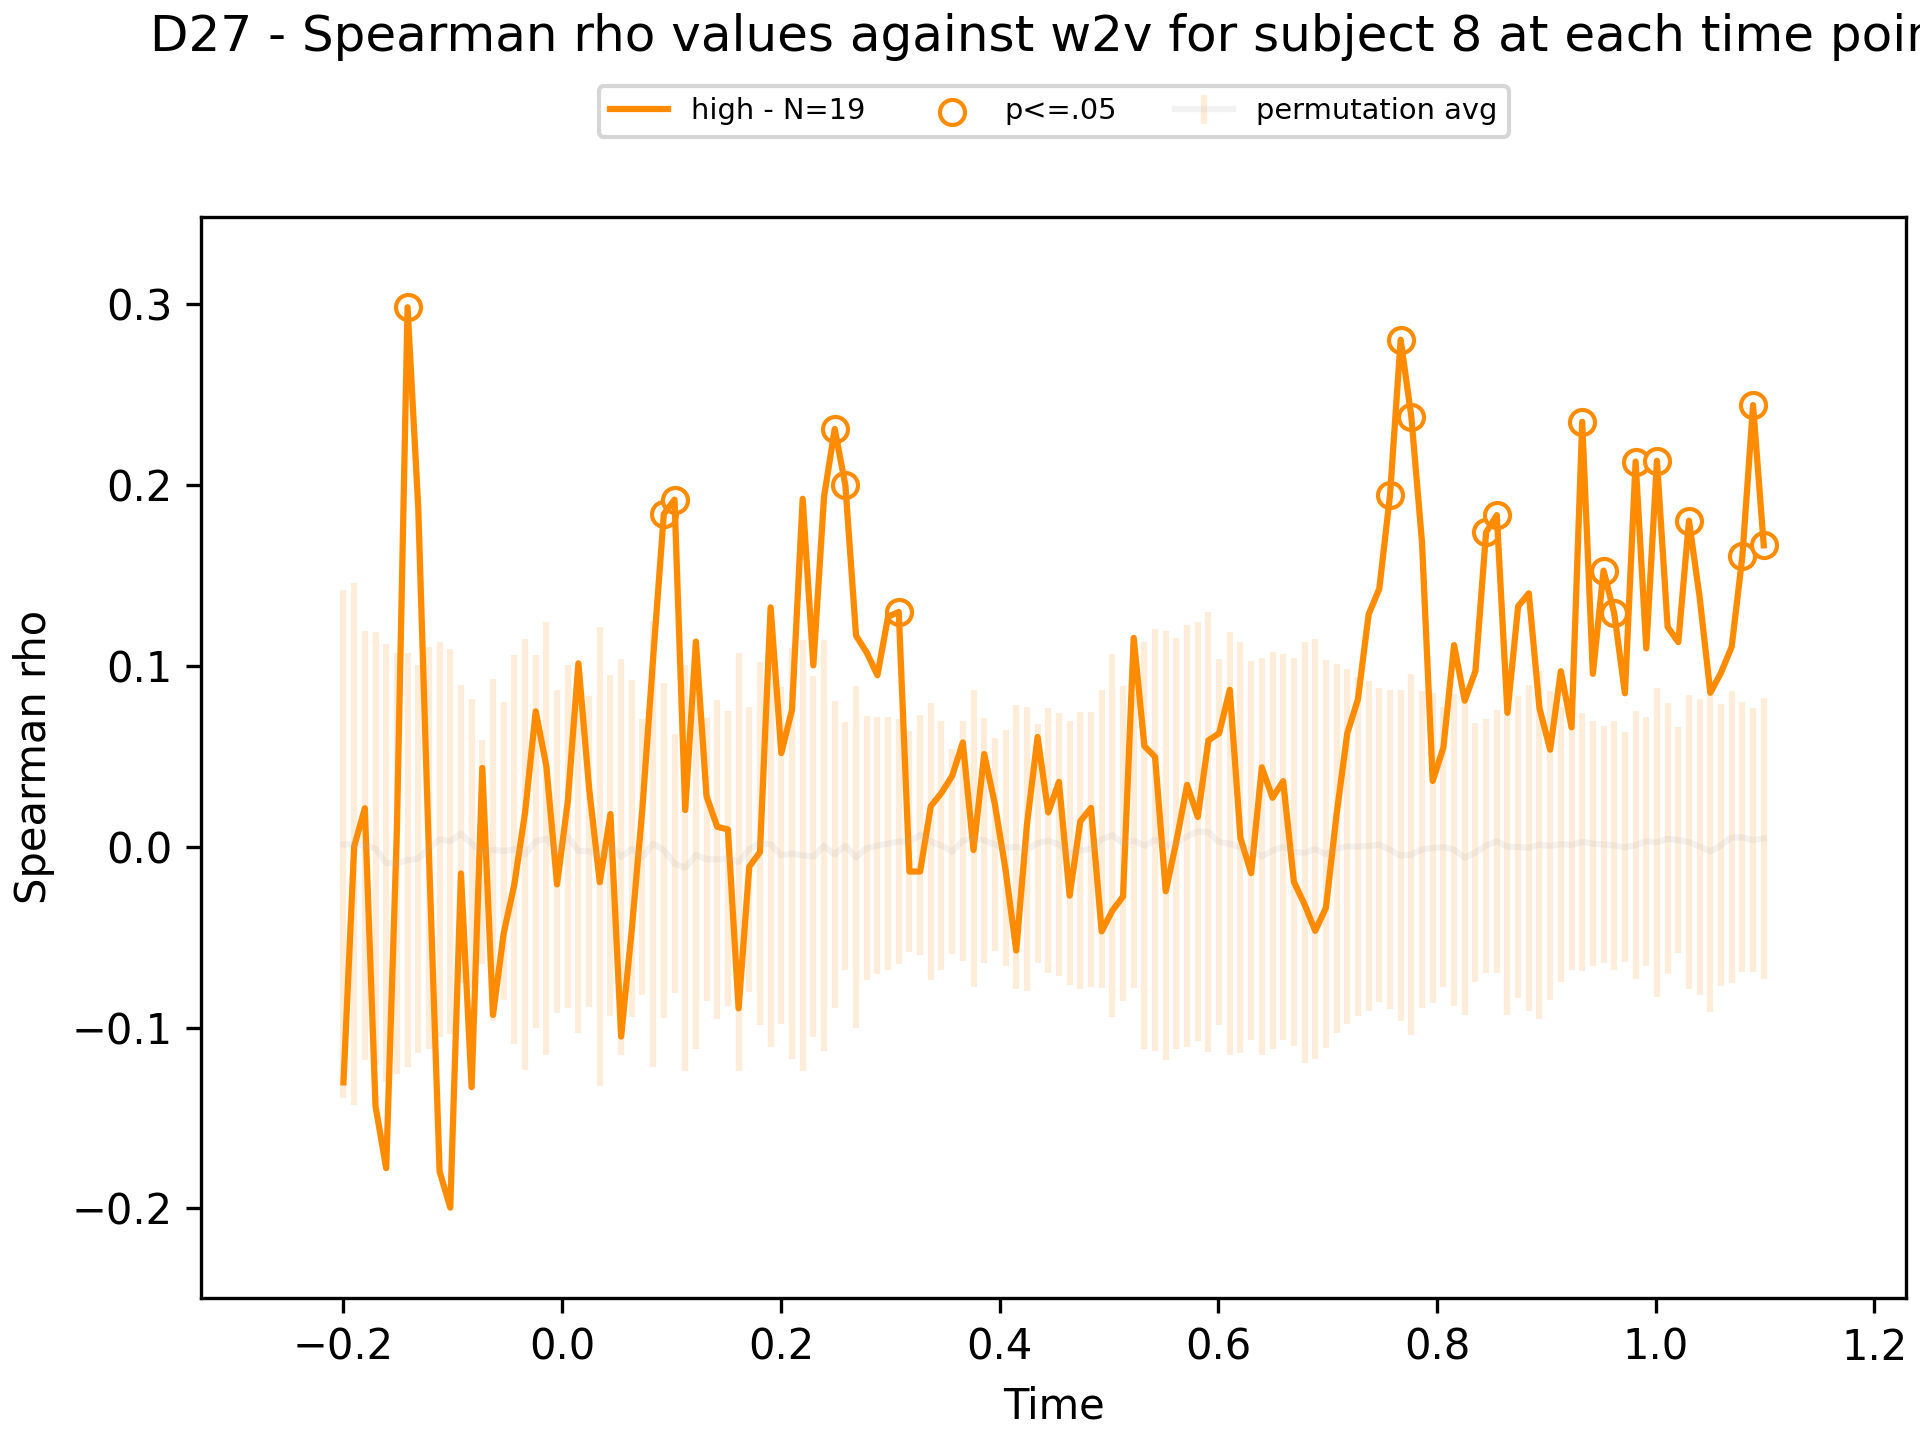 D27 - Spearman rho values against w2v for subject 8 at each time
high - N=19 p<=.05 permutation avg
Spearman rho
0.3
0.2
0.1
0.0
−0.1
−0.2
−0.2 0.0 0.2 0.4 0.6 0.8 1.0 1.2
Time